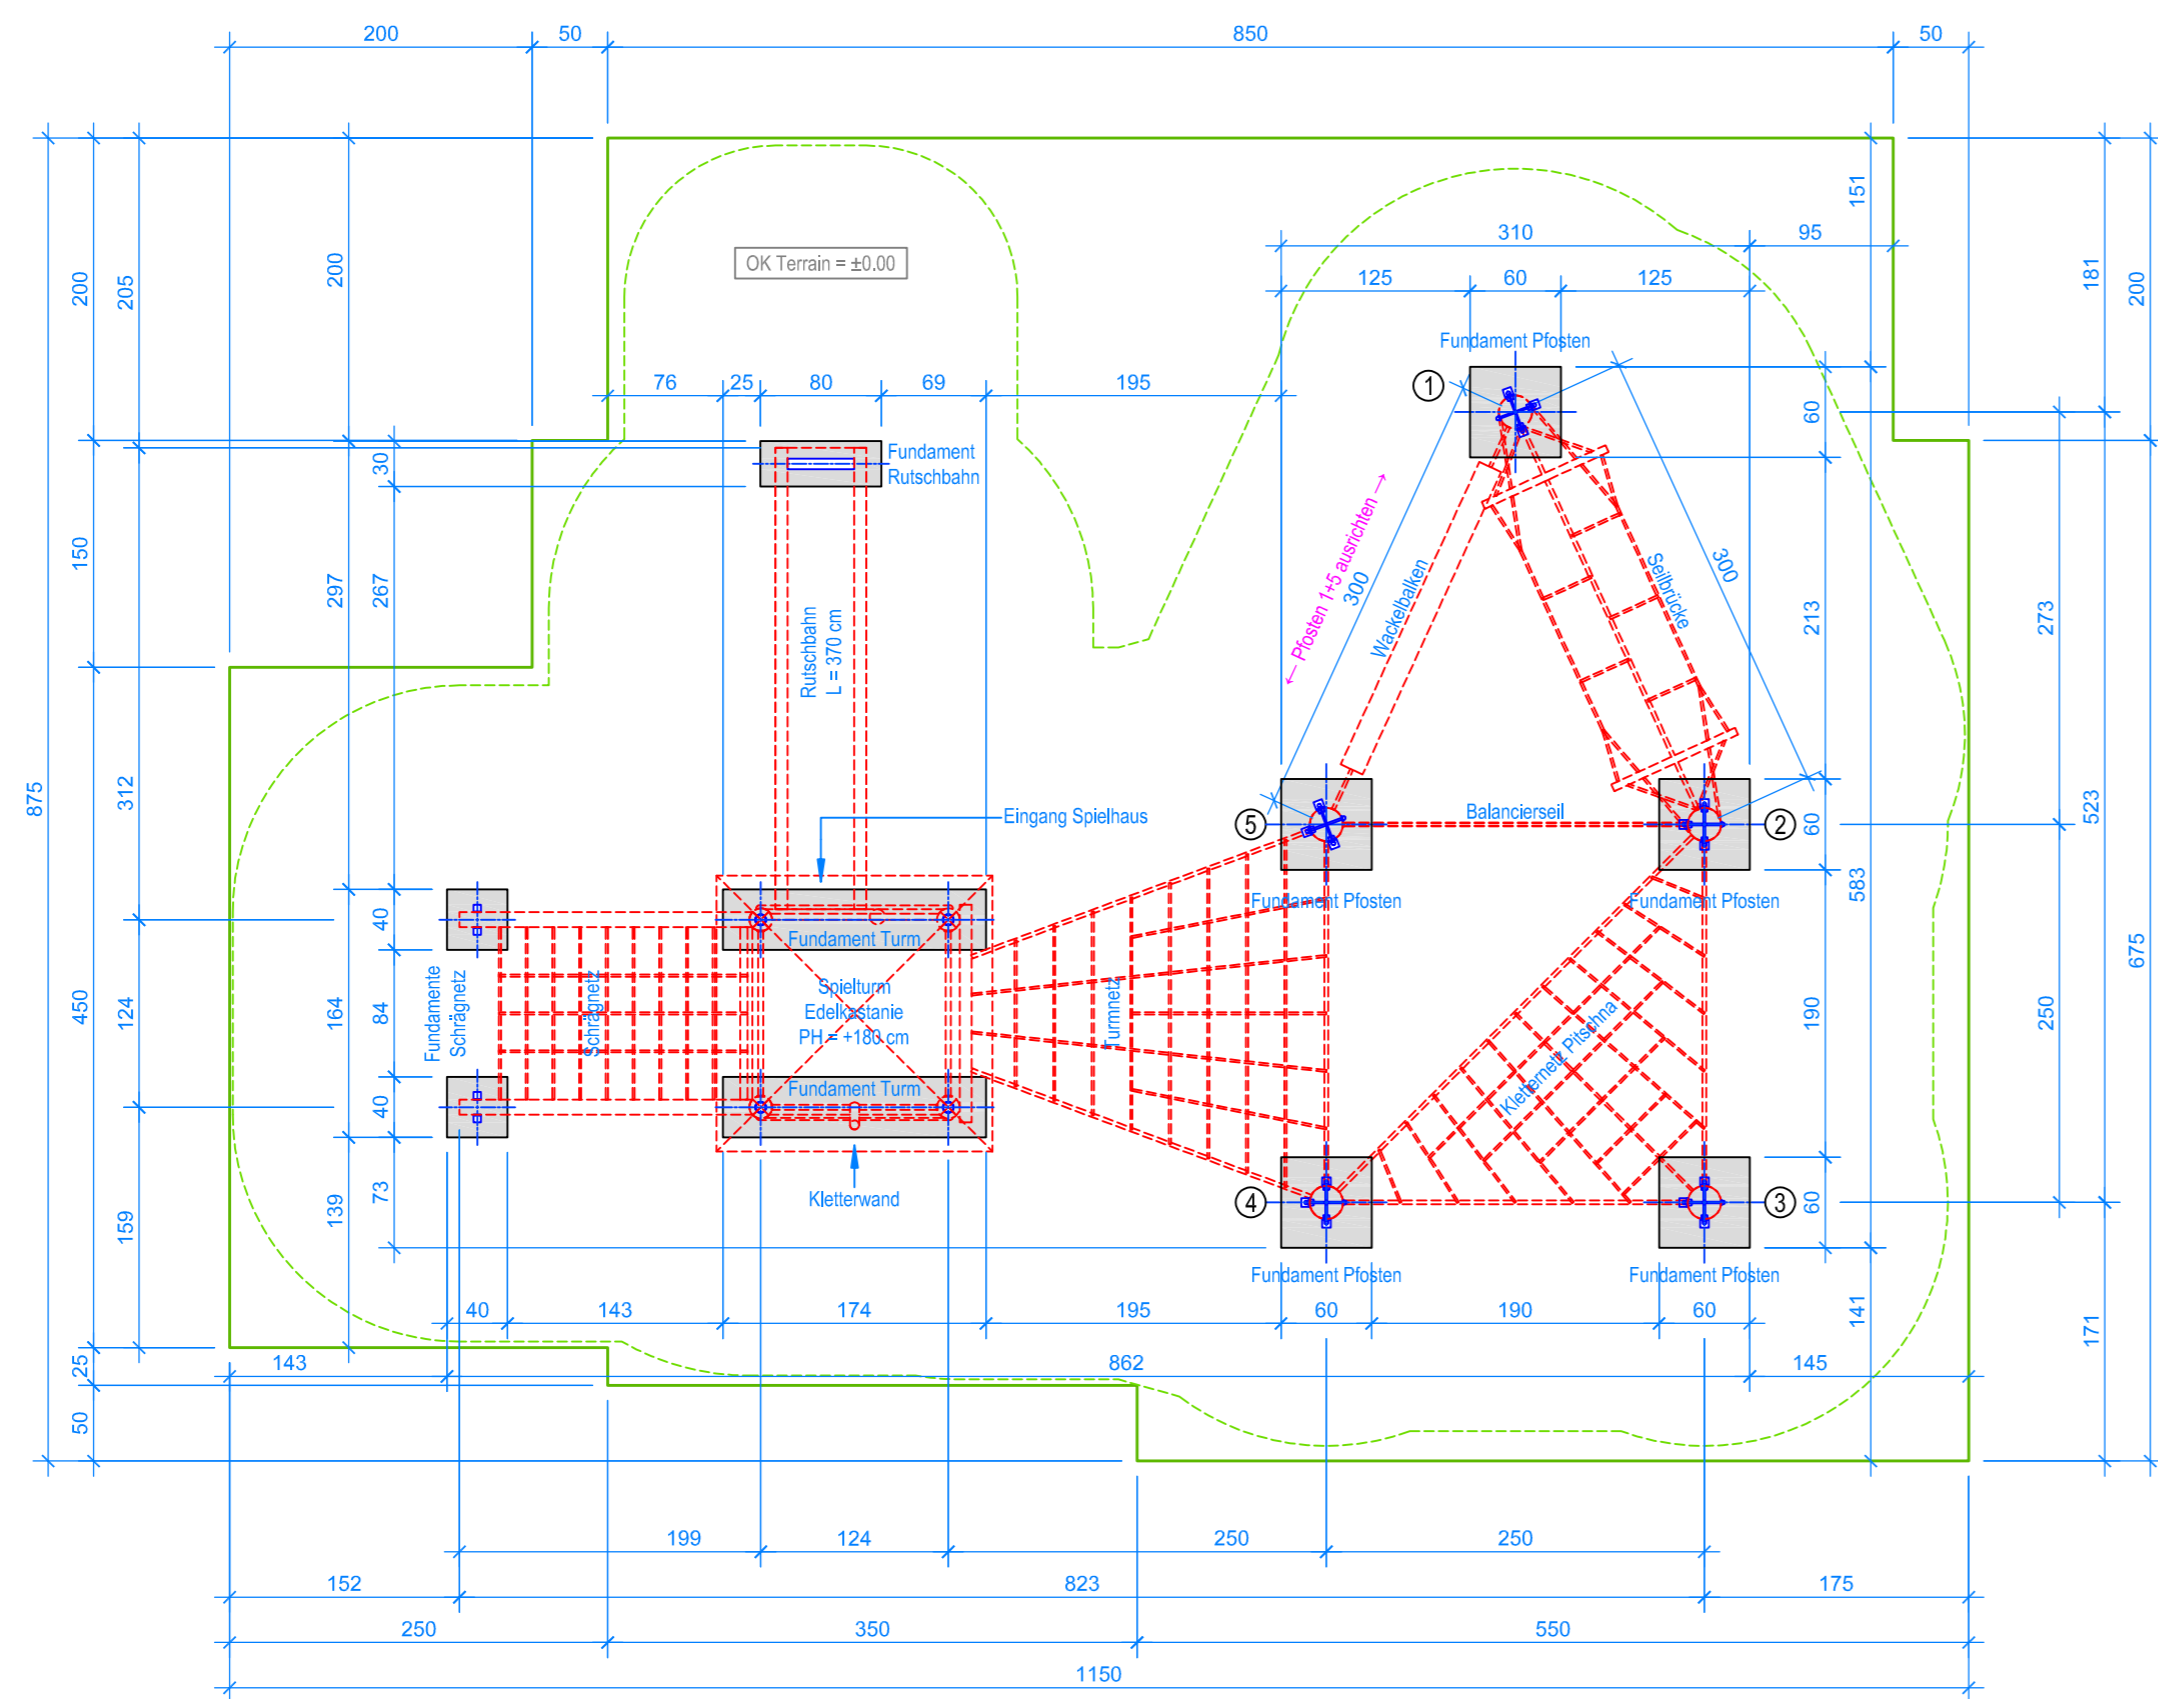 200 50 850 50
OK Terrain = ±0.00
310 95
125 60 125
Fundament Pfosten
1
76 25 80 69 195
Fundament
Rutschbahn
875
200
150
450
25
50
205
312
124
159
200
297
164
139
30
267
40
84
40
73
151
583
141
60
213
60
190
60
181
523
171
273
250
200
675
← Pfosten 1+5 ausrichten →
300
Wackelbalken
Seilbrücke
300
Rutschbahn
L = 370 cm
Eingang Spielhaus
5
Balancierseil
2
Fundament Pfosten
Fundament Pfosten
Fundament Turm
Fundamente
Schrägnetz
Schrägnetz
Spielturm
Edelkastanie
PH = +180 cm
Turmnetz
Kletternetz Pitschna
Fundament Turm
Kletterwand
4
3
Fundament Pfosten
Fundament Pfosten
40 143 174 195 60 190 60
143 862 145
199 124 250 250
152 823 175
250 350 550
1150